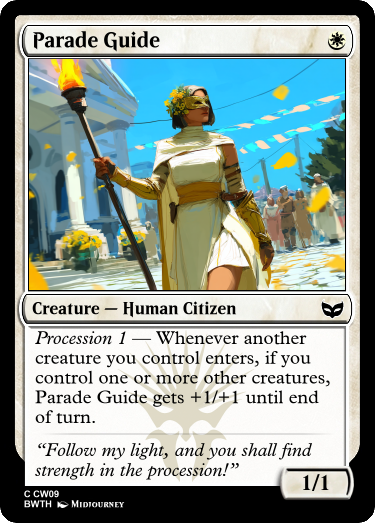 Parade Guide
Creature — Human Citizen
Procession 1 — Whenever another
creature you control enters, if you
control one or more other creatures,
Parade Guide gets +1/+1 until end
of turn.
“Follow my light, and you shall find
strength in the procession!”
1/1
C CW09
BWTH Midjourney